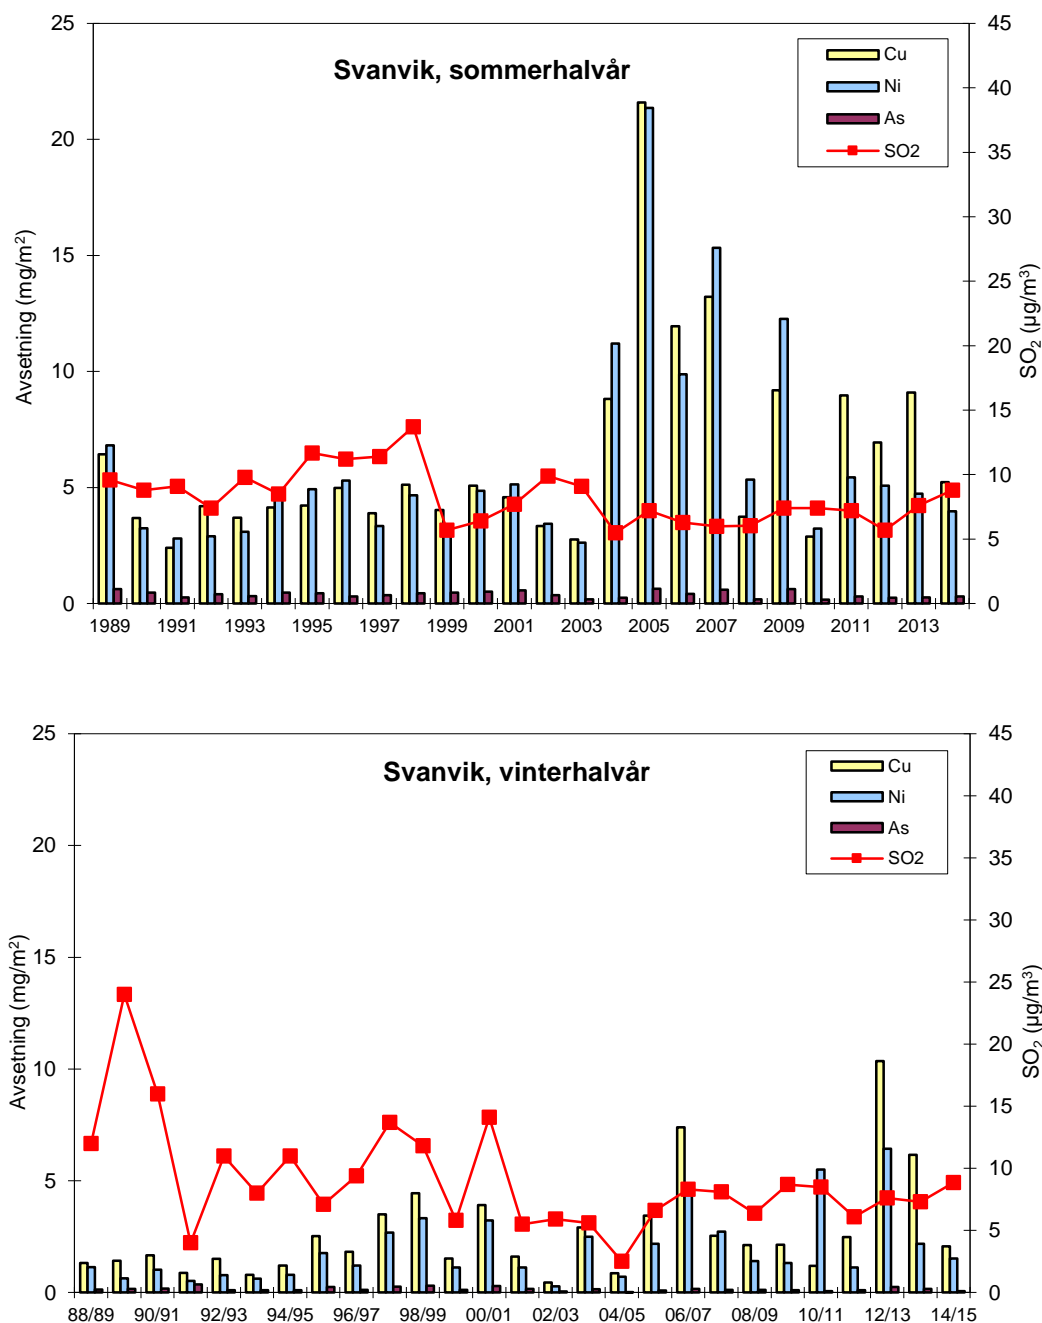 Svanvik, sommerhalvår
Cu
Ni
As
SO2
25
20
15
10
5
0
Avsetning (mg/m²)
45
40
35
30
25
20
15
10
5
0
SO₂ (µg/m³)
1989 1991 1993 1995 1997 1999 2001 2003 2005 2007 2009 2011 2013
Svanvik, vinterhalvår
Cu
Ni
As
SO2
25
20
15
10
5
0
Avsetning (mg/m²)
45
40
35
30
25
20
15
10
5
0
SO₂ (µg/m³)
88/89 90/91 92/93 94/95 96/97 98/99 00/01 02/03 04/05 06/07 08/09 10/11 12/13 14/15